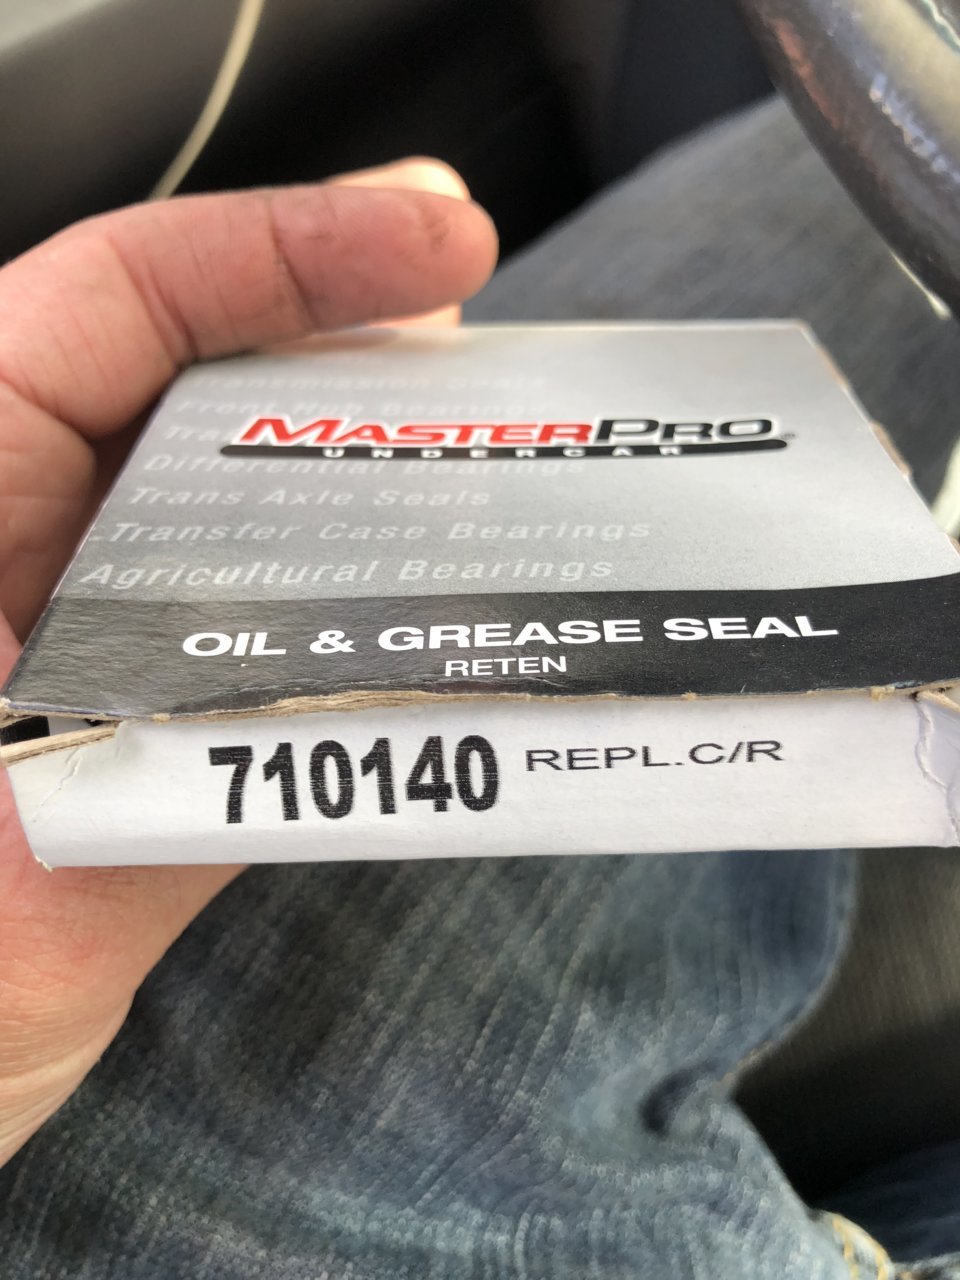 Transmission Seals
Front Hub Bearings
MASTERPRO
UNDERCAR
Differential Bearings
Trans Axle Seals
Transfer Case Bearings
Agricultural Bearings
OIL & GREASE SEAL
RETEN
710140 REPL.C/R